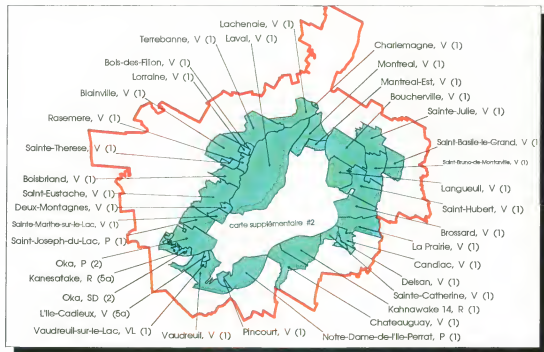 Lachenaie, V (1)
Terrebanne, V (1)
Laval, V (1)
Charlemagne, V (1)
Bois-des-Filion, V (1)
Montreal, V (1)
Lorraine, V (1)
Montreal-Est, V (1)
Blainville, V (1)
Boucherville, V (1)
Rasemere, V (1)
Sainte-Julie, V (1)
Sainte-Therese, V (1)
Saint-Basile-le-Grand, V (1)
Saint-Bruno-de-Montarville, V (1)
Boisbriand, V (1)
Langueuil, V (1)
Saint-Eustache, V (1)
Deux-Montagnes, V (1)
Saint-Hubert, V (1)
Sainte-Marthe-sur-le-Lac, V (1)
carte supplémentaire #2
Brossard, V (1)
Saint-Joseph-du-Lac, P (1)
La Prairie, V (1)
Oka, P (2)
Candiac, V (1)
Kanesatake, R (5a)
Delsan, V (1)
Oka, SD (2)
Sainte-Catherine, V (1)
L'Ile-Cadieux, V (5a)
Kahnawake 14, R (1)
Vaudreuil-sur-le-Lac, VL (1)
Chateauguay, V (1)
Vaudreuil, V (1)
Pincourt, V (1)
Notre-Dame-de-l'Ile-Perrat, P (1)